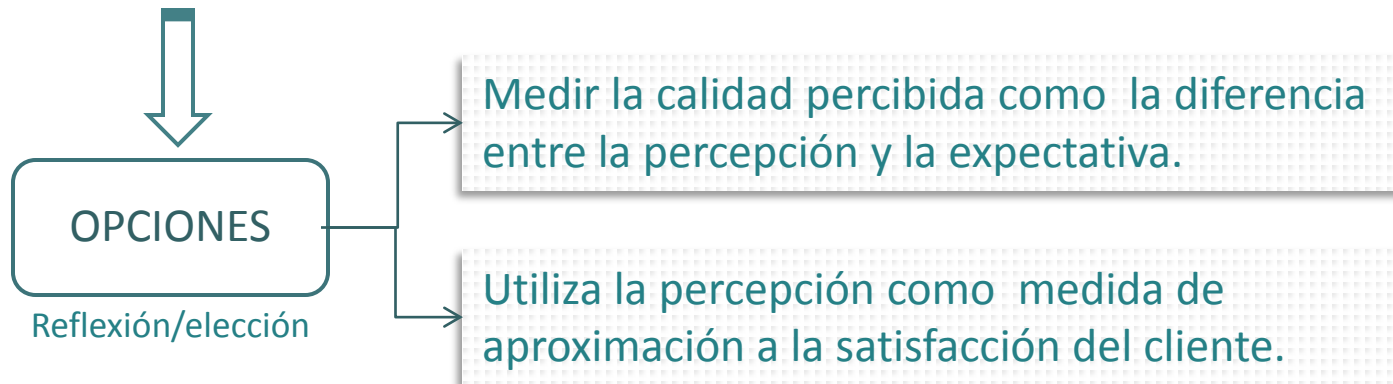 Medir la calidad percibida como  la diferencia
entre la percepción y la expectativa.
OPCIONES
Reflexión/elección
Utiliza la percepción como  medida de
aproximación a la satisfacción del cliente.